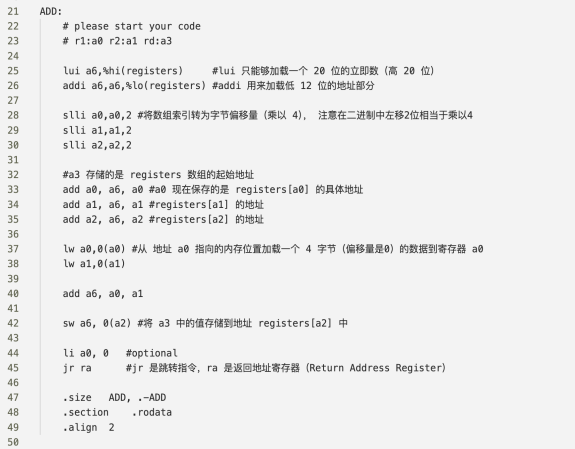 21 ADD:
22 # please start your code
23 # r1:a0 r2:a1 rd:a3
24
25 lui a6,%hi(registers) #lui 只能够加载一个 20 位的立即数（高 20 位）
26 addi a6,a6,%lo(registers) #addi 用来加载低 12 位的地址部分
27
28 slli a0,a0,2 #将数组索引转为字节偏移量（乘以 4）， 注意在二进制中左移2位相当于乘以4
29 slli a1,a1,2
30 slli a2,a2,2
31
32 #a3 存储的是 registers 数组的起始地址
33 add a0, a6, a0 #a0 现在保存的是 registers[a0] 的具体地址
34 add a1, a6, a1 #registers[a1] 的地址
35 add a2, a6, a2 #registers[a2] 的地址
36
37 lw a0,0(a0) #从 地址 a0 指向的内存位置加载一个 4 字节（偏移量是0）的数据到寄存器 a0
38 lw a1,0(a1)
39
40 add a6, a0, a1
41
42 sw a6, 0(a2) #将 a3 中的值存储到地址 registers[a2] 中
43
44 li a0, 0 #optional
45 jr ra #jr 是跳转指令，ra 是返回地址寄存器（Return Address Register）
46
47 .size ADD, .-ADD
48 .section .rodata
49 .align 2
50